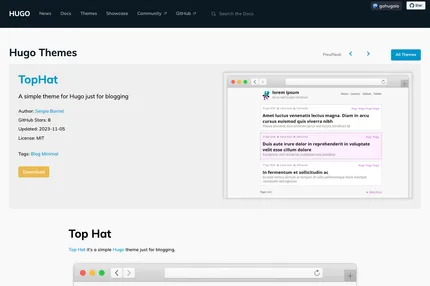 gohugoio
Star
HUGO
News
Docs
Themes
Showcase
Community
GitHub
Search the Docs
Hugo Themes
Prev/Next
All Themes
TopHat
A simple theme for Hugo just for blogging
Author: Sergio Barnet
GitHub Stars: 8
Updated: 2023-11-05
License: MIT
Tags: Blog Minimal
Download
lorem ipsum
Amet luctus venenatis lectus magna. Diam in arcu cursus euismod quis viverra nibh
Duis aute irure dolor in reprehenderit in voluptate velit esse cillum dolore
In fermentum et sollicitudin ac
Top Hat
Top Hat it's a simple Hugo theme just for blogging.